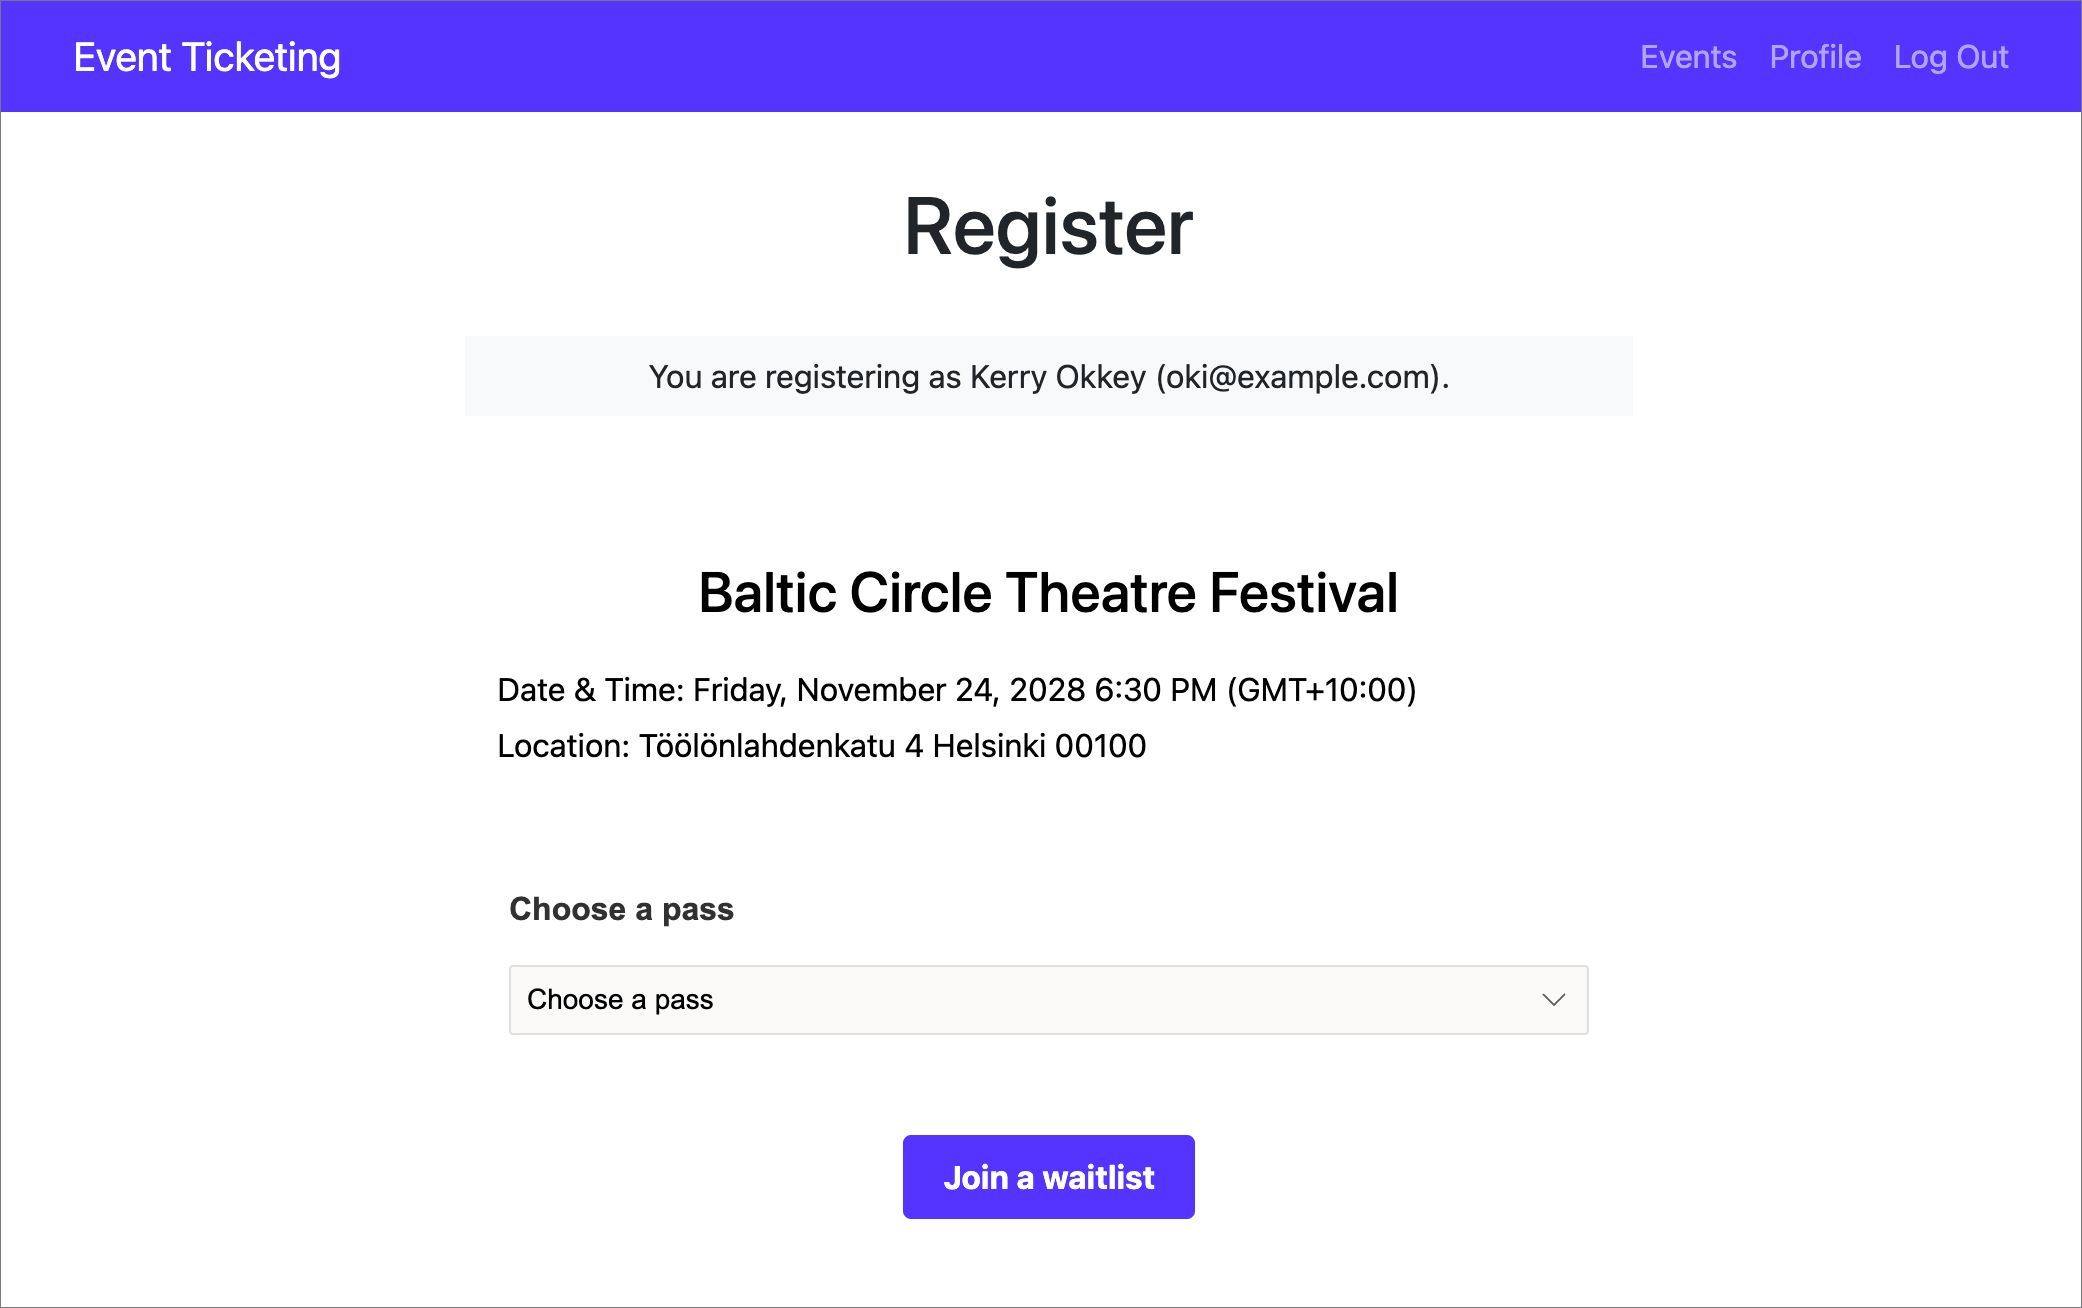 Event Ticketing Events Profile Log Out
Register
You are registering as Kerry Okkey (oki@example.com).
Baltic Circle Theatre Festival
Date & Time: Friday, November 24, 2028 6:30 PM (GMT+10:00)
Location: Töölönlahdenkatu 4 Helsinki 00100
Choose a pass
Choose a pass
Join a waitlist